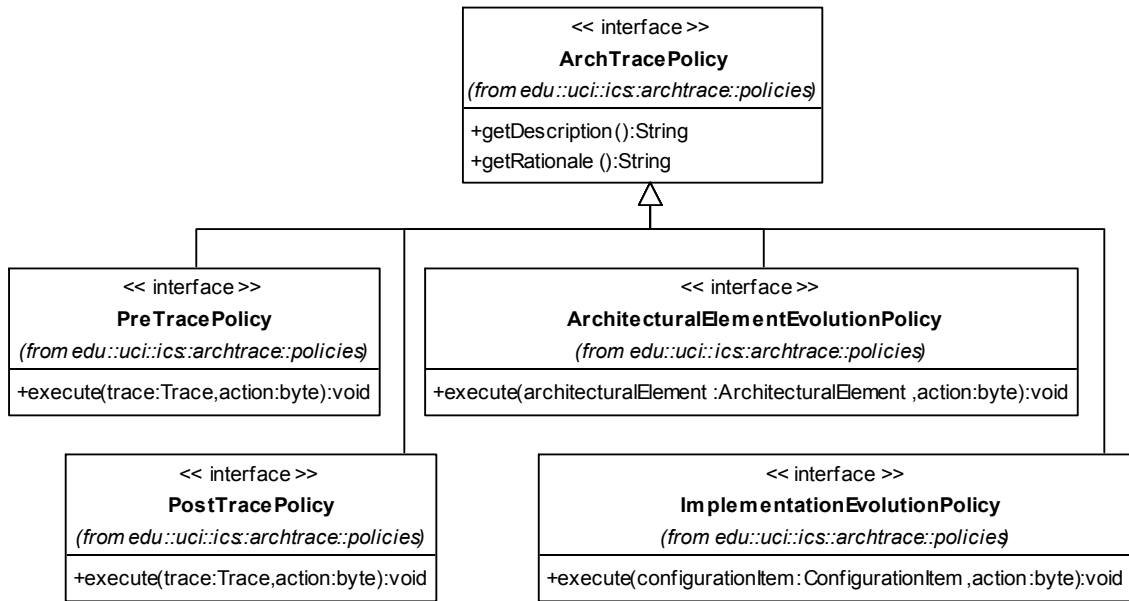 << interface >>
ArchTracePolicy
(from edu::uci::ics::archtrace::policies)
+getDescription():String
+getRationale():String
<< interface >>
PreTracePolicy
(from edu::uci::ics::archtrace::policies)
+execute(trace:Trace,action:byte):void
<< interface >>
ArchitecturalElementEvolutionPolicy
(from edu::uci::ics::archtrace::policies)
+execute(architecturalElement:ArchitecturalElement,action:byte):void
<< interface >>
PostTracePolicy
(from edu::uci::ics::archtrace::policies)
+execute(trace:Trace,action:byte):void
<< interface >>
ImplementationEvolutionPolicy
(from edu::uci::ics::archtrace::policies)
+execute(configurationItem:ConfigurationItem,action:byte):void